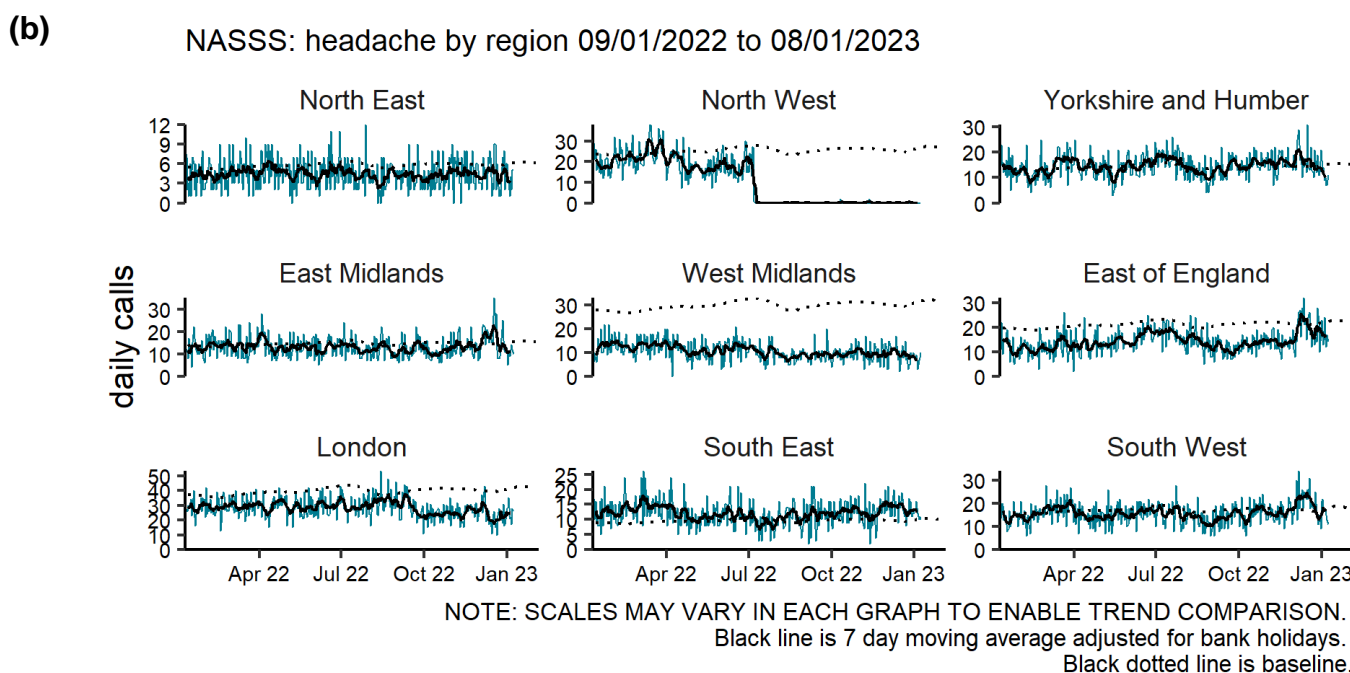 (b)
NASSS: headache by region 09/01/2022 to 08/01/2023
daily calls
North East
12
9
6
3
0
North West
30
20
10
0
Yorkshire and Humber
30
20
10
0
East Midlands
30
20
10
0
West Midlands
30
20
10
0
East of England
30
20
10
0
London
50
40
30
20
10
0
Apr 22
Jul 22
Oct 22
Jan 23
South East
25
20
15
10
5
0
Apr 22
Jul 22
Oct 22
Jan 23
South West
30
20
10
0
Apr 22
Jul 22
Oct 22
Jan 23
NOTE: SCALES MAY VARY IN EACH GRAPH TO ENABLE TREND COMPARISON.
Black line is 7 day moving average adjusted for bank holidays.
Black dotted line is baseline.